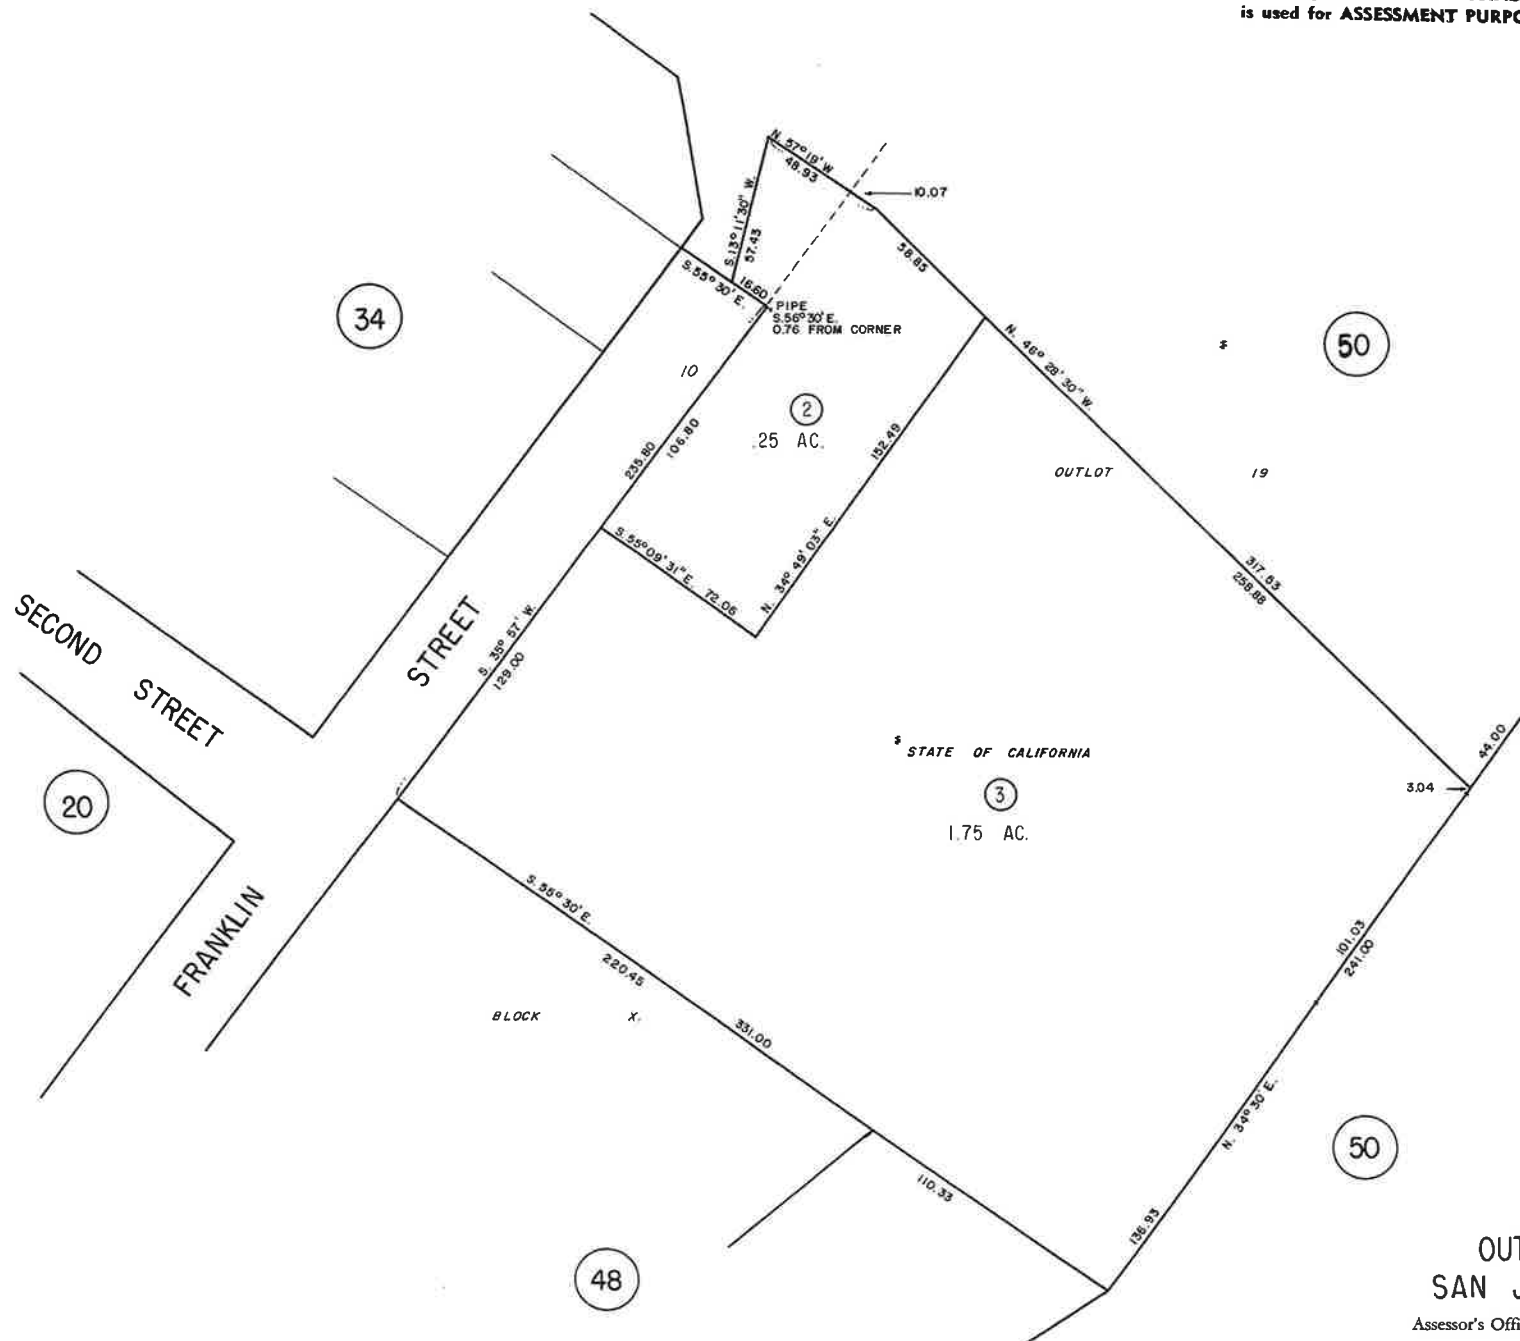 is used for ASSESSMENT PURPO
N. 57° 19' W.
48.93
10.07
S. 13° 11' 30" W.
57.43
58.85
S. 55° 30' E.
16.60
PIPE
S. 56° 30' E.
0.76 FROM CORNER
34
50
N. 46° 28' 30" W.
10
2
.25 AC.
235.80
106.80
152.49
OUTLOT 19
S. 55° 09' 31" E. 72.06
N. 34° 49' 03" E.
317.53
258.88
SECOND STREET
STREET
S. 35° 57' W.
129.00
44.00
STATE OF CALIFORNIA
3
1.75 AC.
3.04
20
FRANKLIN
S. 55° 30' E.
220.45
101.03
241.00
BLOCK X.
331.00
N. 34° 30' E.
50
110.33
136.93
48
OUT
SAN J
Assessor's Offi